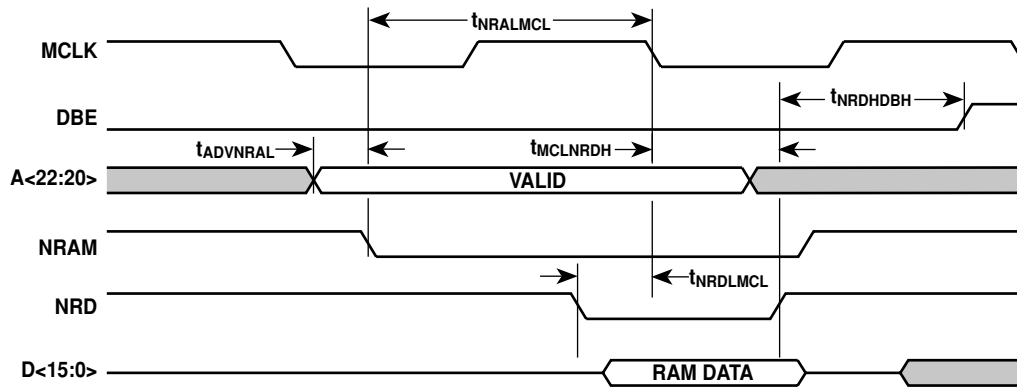 tNRALMCL
MCLK
tNRDHDBH
DBE
tADVNRAL
tMCLNRDH
A<22:20>
VALID
NRAM
tNRDLMCL
NRD
D<15:0>
RAM DATA